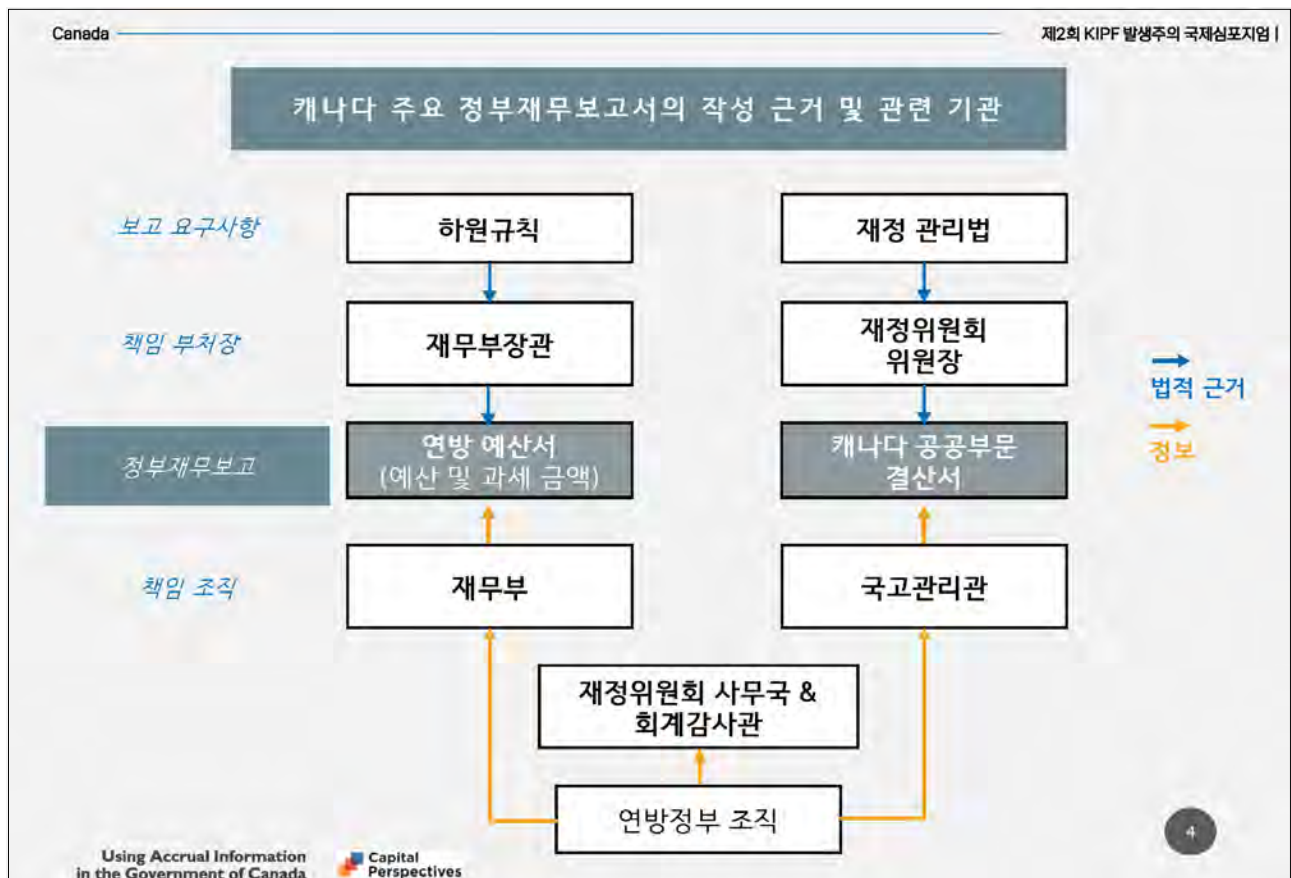 Canada
제2회 KIPF 발생주의 국제심포지엄 |
캐나다 주요 정부재무보고서의 작성 근거 및 관련 기관
보고 요구사항
하원규칙
재정 관리법
책임 부처장
재무부장관
재정위원회
위원장
법적 근거
정보
정부재무보고
연방 예산서
(예산 및 과세 금액)
캐나다 공공부문
결산서
책임 조직
재무부
국고관리관
재정위원회 사무국 &
회계감사관
연방정부 조직
4
Using Accrual Information
in the Government of Canada
Capital
Perspectives